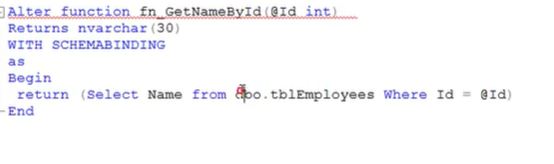 Alter function fn_GetNameById(@Id int)
Returns nvarchar(30)
WITH SCHEMABINDING
as
Begin
return (Select Name from dbo.tblEmployees Where Id = @Id)
End